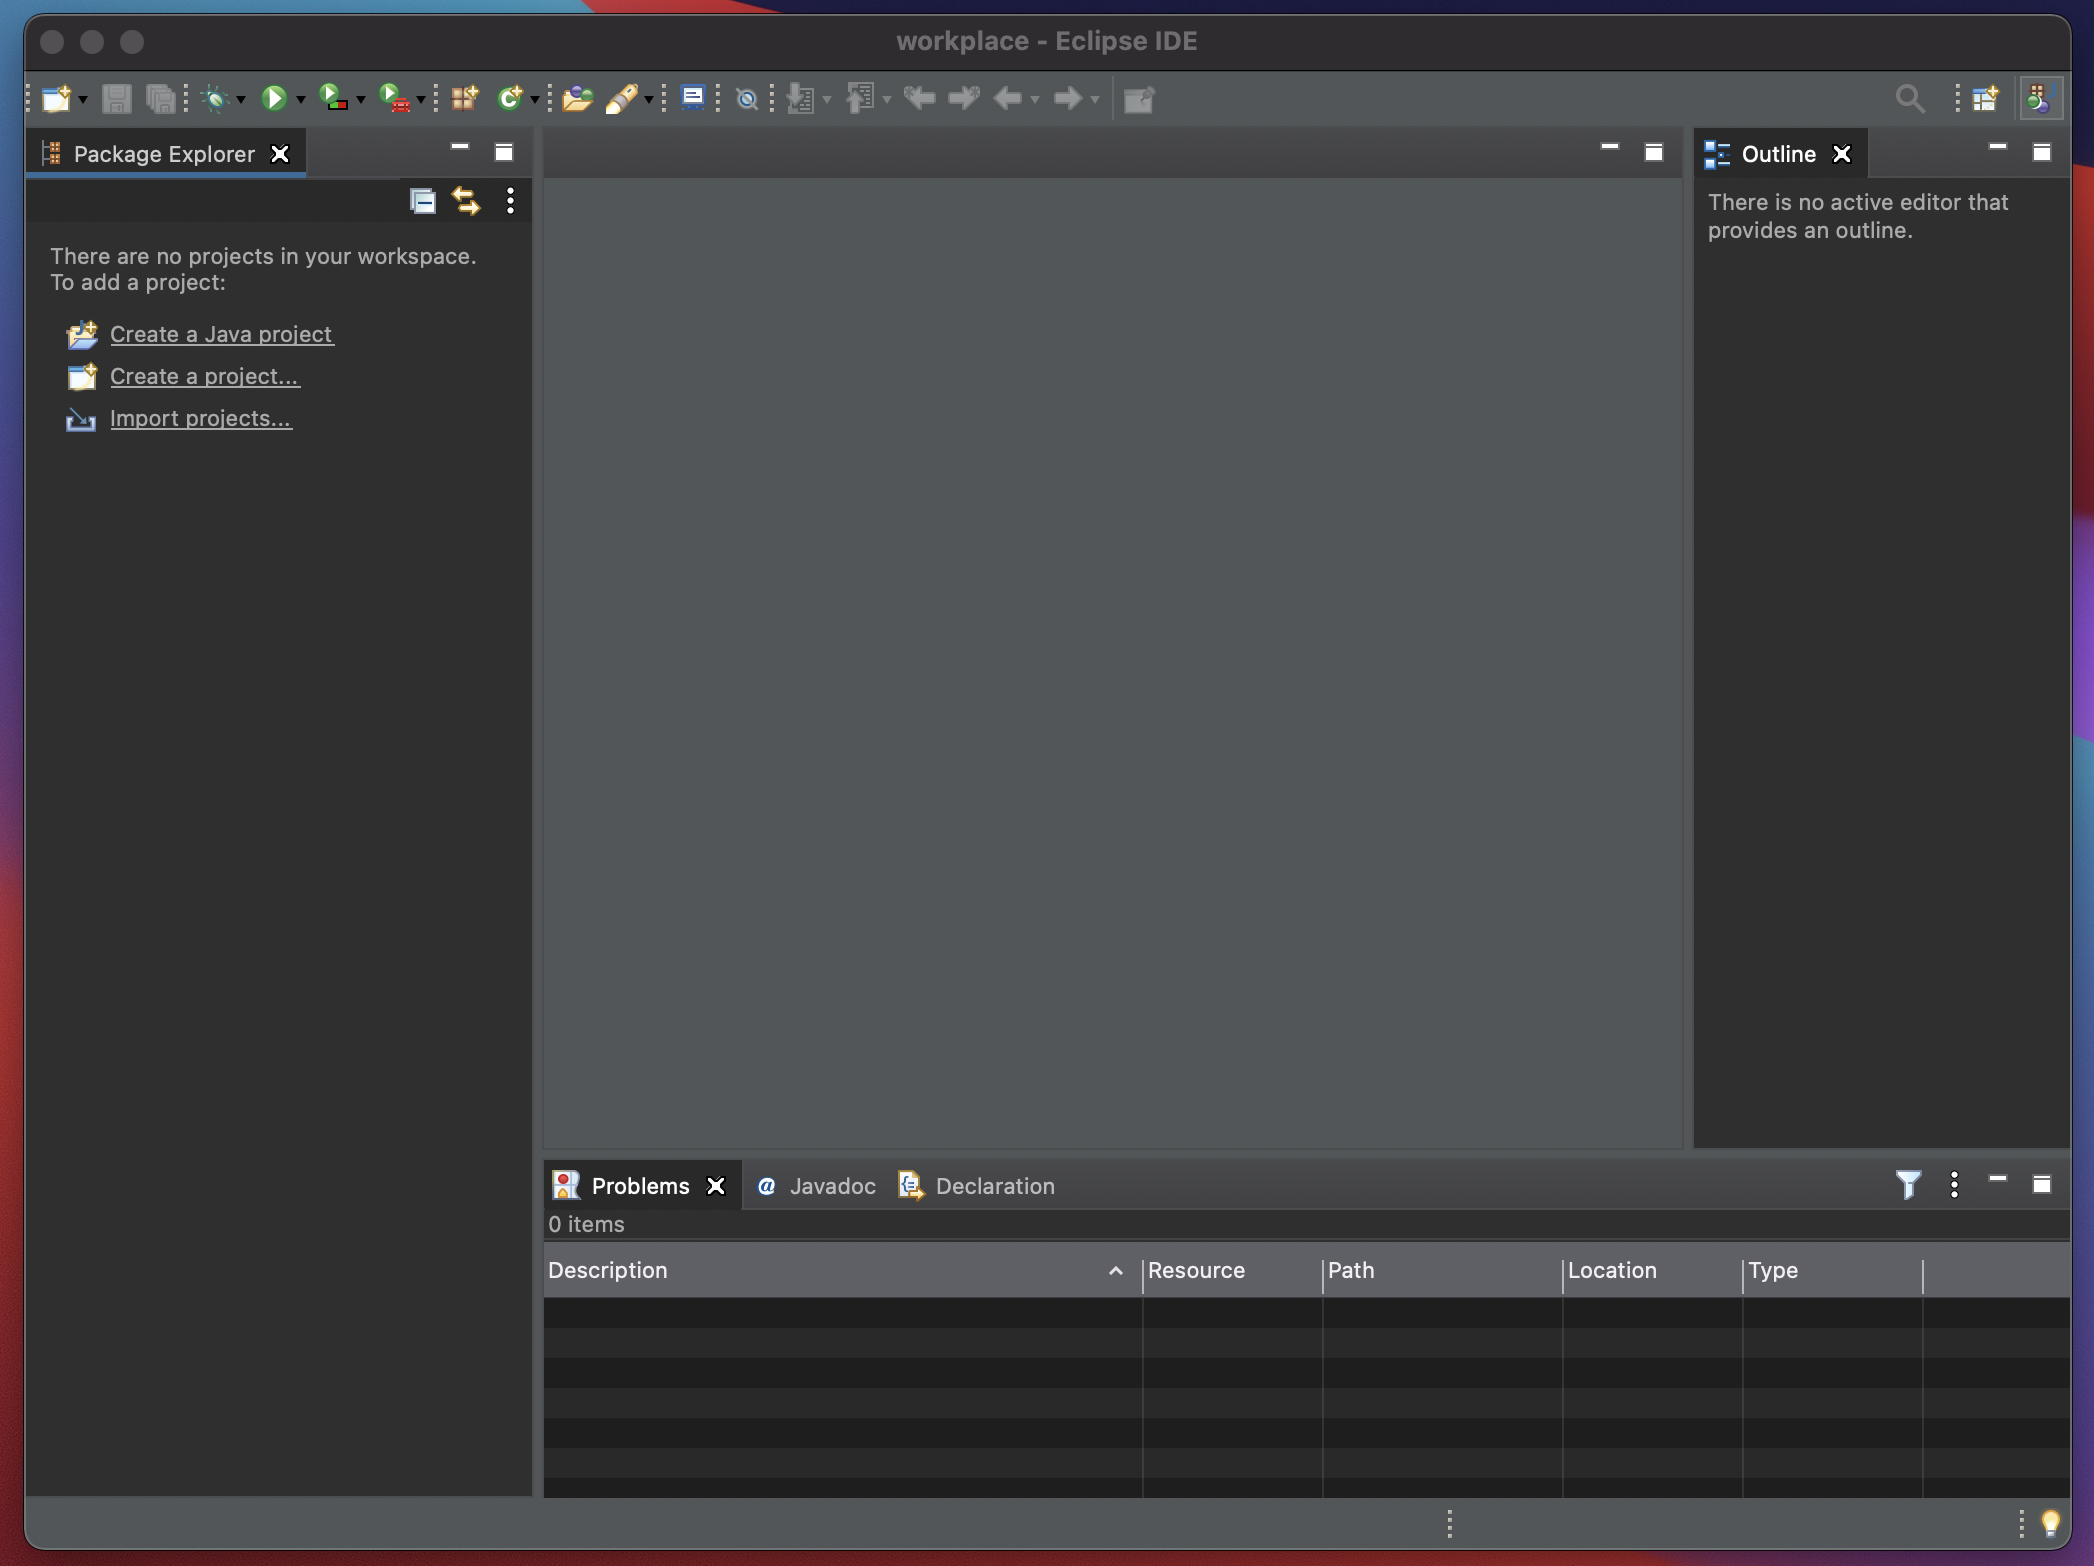 workplace - Eclipse IDE
Package Explorer
There are no projects in your workspace.
To add a project:
Create a Java project
Create a project...
Import projects...
Outline
There is no active editor that
provides an outline.
Problems
@ Javadoc
Declaration
0 items
Description
Resource
Path
Location
Type